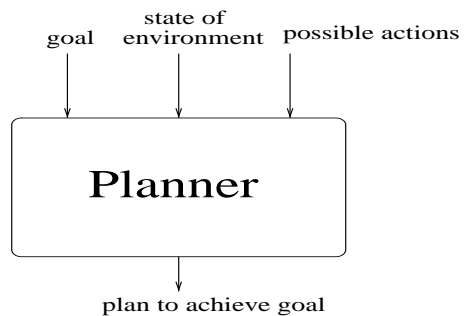 goal
state of
environment
possible actions
Planner
plan to achieve goal